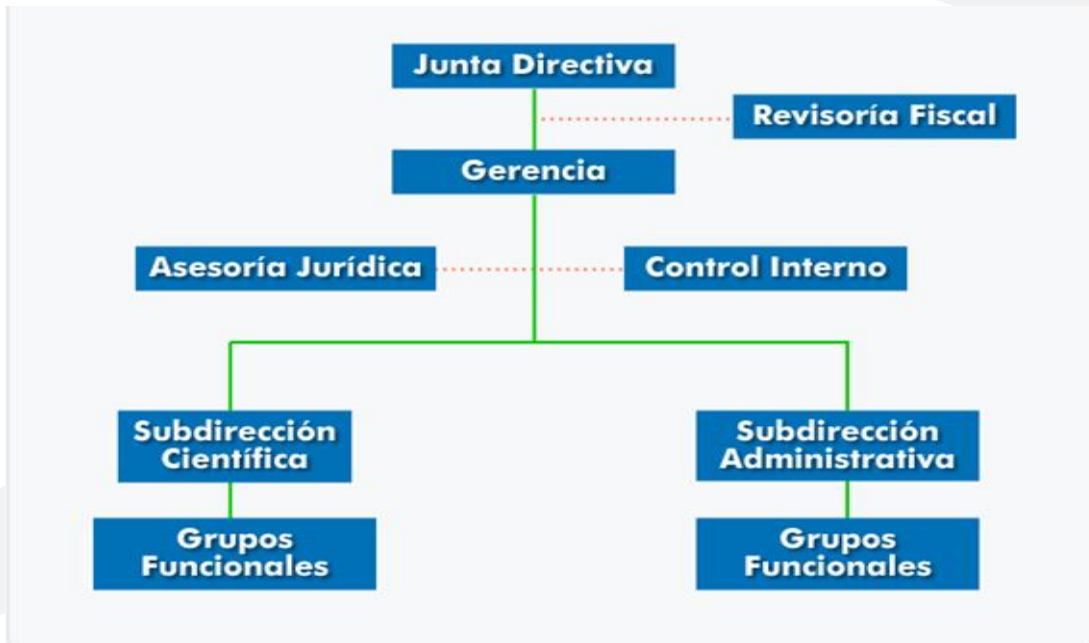 Junta Directiva
Revisoría Fiscal
Gerencia
Asesoría Jurídica
Control Interno
Subdirección
Científica
Subdirección
Administrativa
Grupos
Funcionales
Grupos
Funcionales